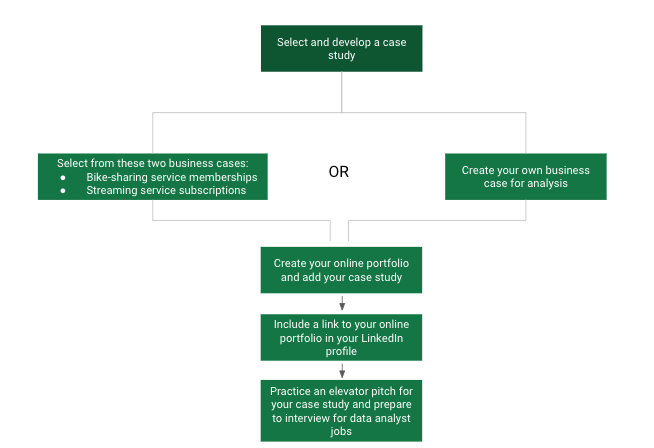 Select and develop a case
study
Select from these two business cases:
● Bike-sharing service memberships
● Streaming service subscriptions
OR
Create your own business
case for analysis
Create your online portfolio
and add your case study
Include a link to your online
portfolio in your LinkedIn
profile
Practice an elevator pitch for
your case study and prepare
to interview for data analyst
jobs